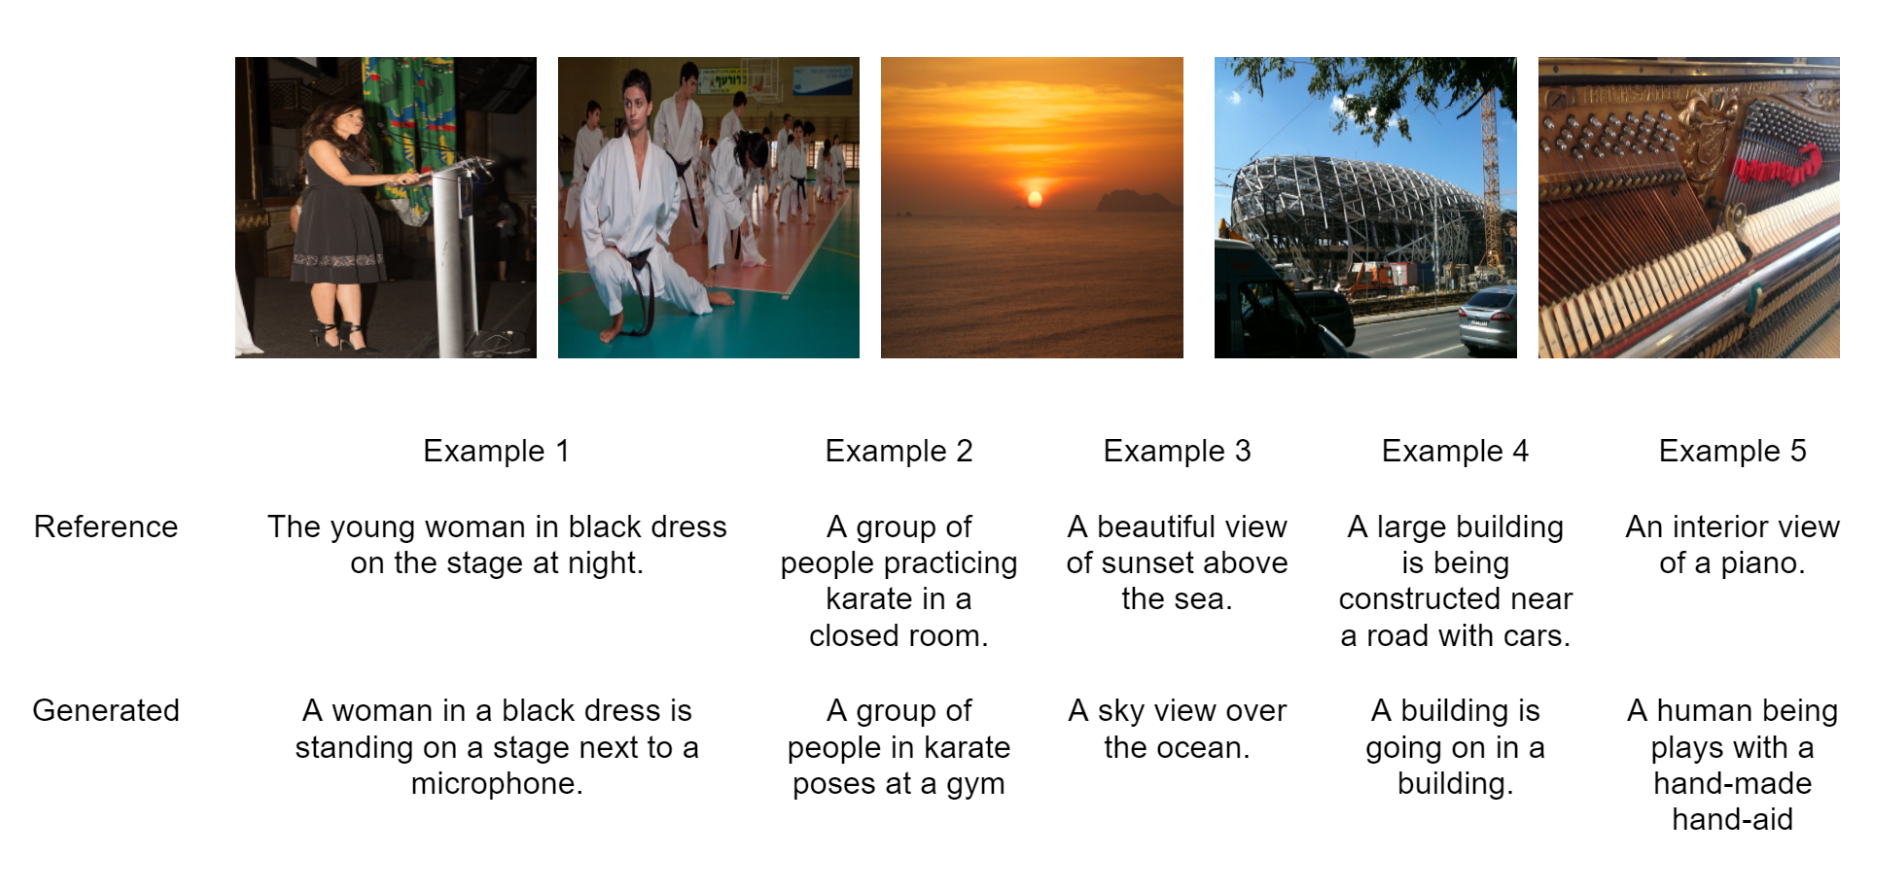 Example 1
Example 2
Example 3
Example 4
Example 5
Reference
The young woman in black dress
on the stage at night.
A group of
people practicing
karate in a
closed room.
A beautiful view
of sunset above
the sea.
A large building
is being
constructed near
a road with cars.
An interior view
of a piano.
Generated
A woman in a black dress is
standing on a stage next to a
microphone.
A group of
people in karate
poses at a gym
A sky view over
the ocean.
A building is
going on in a
building.
A human being
plays with a
hand-made
hand-aid